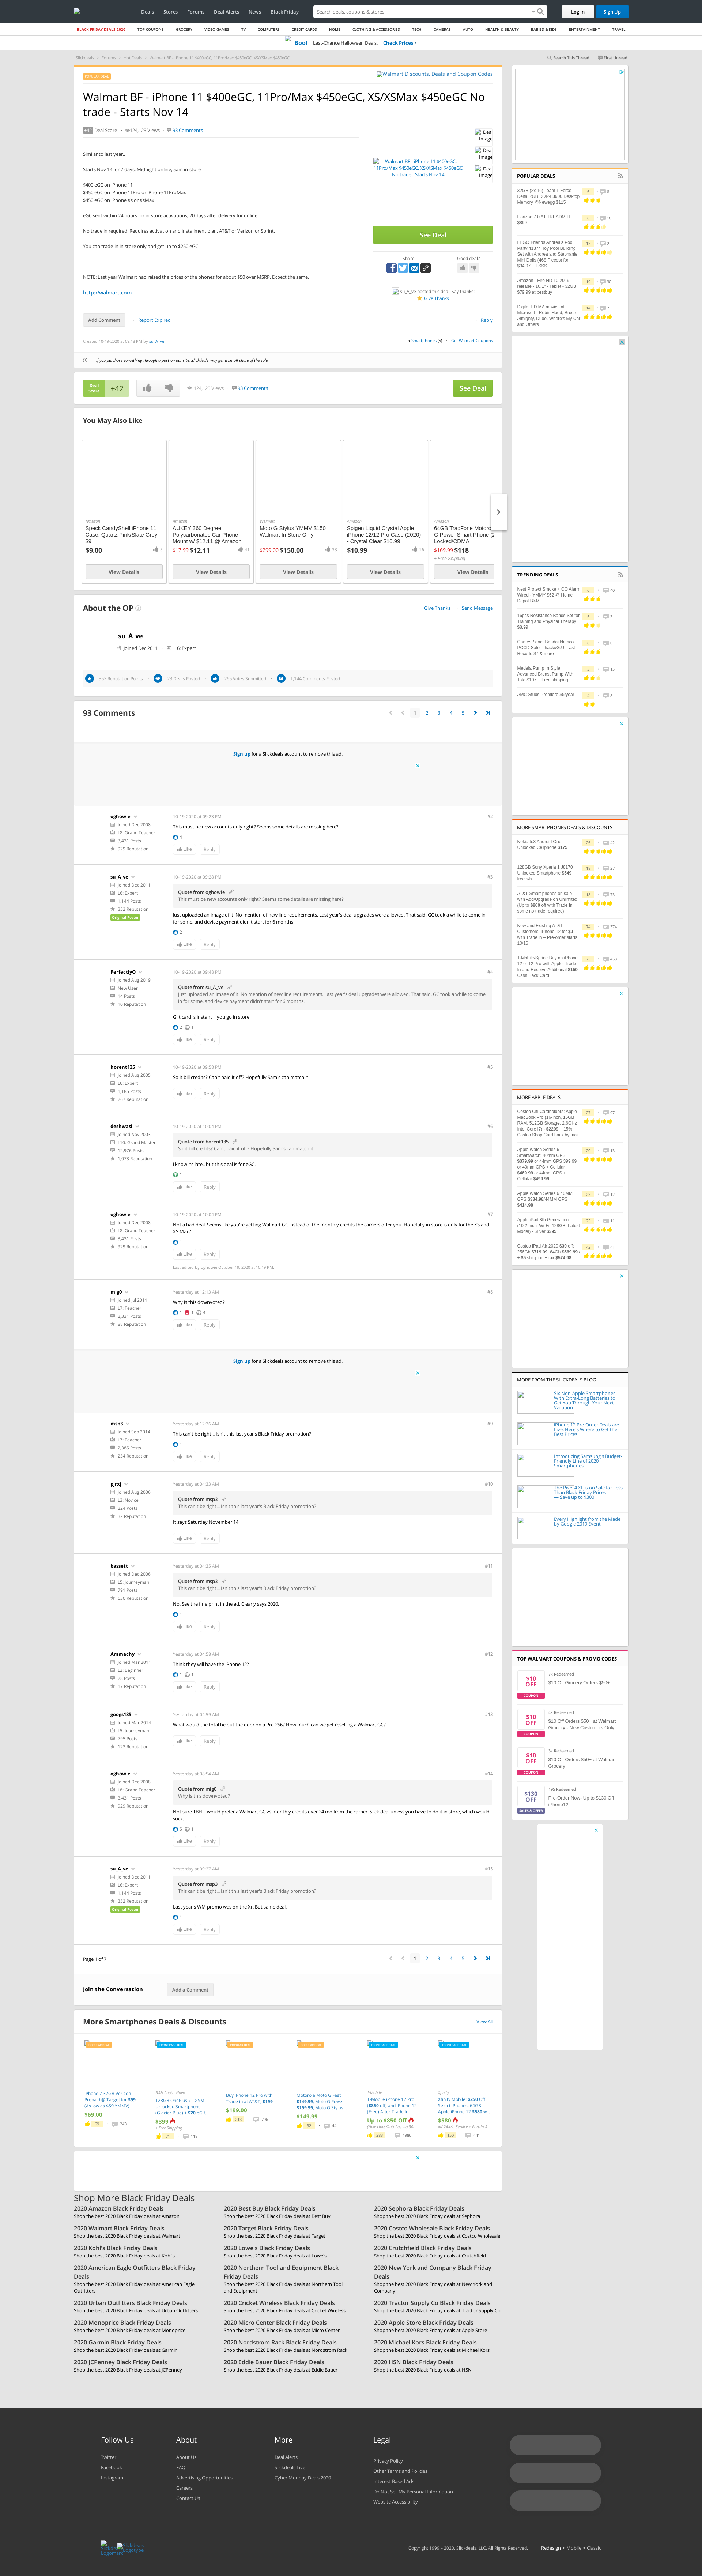 Deals Stores Forums Deal Alerts News Black Friday
Search deals, coupons & stores
Log In Sign Up
BLACK FRIDAY DEALS 2020 TOP COUPONS GROCERY VIDEO GAMES TV COMPUTERS CREDIT CARDS HOME CLOTHING & ACCESSORIES TECH CAMERAS AUTO HEALTH & BEAUTY BABIES & KIDS ENTERTAINMENT TRAVEL
Boo! Last-Chance Halloween Deals. Check Prices ›
Search This Thread First Unread
Walmart Discounts, Deals and Coupon Codes
Walmart BF - iPhone 11 $400eGC, 11Pro/Max $450eGC, XS/XSMax $450eGC No
trade - Starts Nov 14
+42 Deal Score 124,123 Views 93 Comments
Similar to last year...
Starts Nov 14 for 7 days. Midnight online, 5am in store
$400 eGC on iPhone 11
$450 eGC on iPhone 11Pro or iPhone 11ProMax
$450 eGC on iPhone Xs or XsMax
eGC sent within 24 hours for in-store activations, 20 days after delivery for online.
No trade in required. Requires activation and installment plan, AT&T or Verizon or Sprint.
You can trade-in in store only and get up to $250 eGC
NOTE: Last year Walmart had raised the prices of the phones for about $50 over MSRP. Expect the same.
http://walmart.com
Walmart BF - iPhone 11 $400eGC,
11Pro/Max $450eGC, XS/XSMax $450eGC
No trade - Starts Nov 14
Deal
Image
Deal
Image
Deal
Image
See Deal
Share Good deal?
su_A_ve posted this deal. Say thanks!
Give Thanks
Add Comment Report Expired Reply
Created 10-19-2020 at 09:18 PM by su_A_ve
Smartphones (5) Get Walmart Coupons
If you purchase something through a post on our site, Slickdeals may get a small share of the sale.
Deal
Score +42 124,123 Views 93 Comments See Deal
You May Also Like
Amazon
Speck CandyShell iPhone 11
Case, Quartz Pink/Slate Grey
$9
$9.00
View Details
Amazon
AUKEY 360 Degree
Polycarbonates Car Phone
Mount w/ $12.11 @ Amazon
$17.99 $12.11 41
View Details
Walmart
Moto G Stylus YMMV $150
Walmart In Store Only
$299.00 $150.00 33
View Details
Amazon
Spigen Liquid Crystal Apple
iPhone 12/12 Pro Case (2020)
- Crystal Clear $10.99
$10.99 16
View Details
Amazon
64GB TracFone Motoro
G Power Smart Phone (2
Locked/CDMA
$169.99 $118
+ Free Shipping
View Details
About the OP
Give Thanks Send Message
su_A_ve
Joined Dec 2011 L6: Expert
352 Reputation Points 23 Deals Posted 265 Votes Submitted 1,144 Comments Posted
93 Comments
1 2 3 4 5
Sign up for a Slickdeals account to remove this ad.
oghowie
Joined Dec 2008
L8: Grand Teacher
3,431 Posts
929 Reputation
10-19-2020 at 09:23 PM #2
This must be new accounts only right? Seems some details are missing here?
4
Like Reply
su_A_ve
Joined Dec 2011
L6: Expert
1,144 Posts
352 Reputation
Original Poster
10-19-2020 at 09:28 PM #3
Quote from oghowie
This must be new accounts only right? Seems some details are missing here?
Just uploaded an image of it. No mention of new line requirements. Last year's deal upgrades were allowed. That said, GC took a while to come in
for some, and device payment didn't start for 6 months.
2
Like Reply
PerfectlyO
Joined Aug 2019
New User
14 Posts
10 Reputation
10-19-2020 at 09:48 PM #4
Quote from su_A_ve
Just uploaded an image of it. No mention of new line requirements. Last year's deal upgrades were allowed. That said, GC took a while to come
in for some, and device payment didn't start for 6 months.
Gift card is instant if you go in store.
2 1
Like Reply
horent135
Joined Aug 2005
L6: Expert
1,185 Posts
267 Reputation
10-19-2020 at 09:58 PM #5
So it bill credits? Can't paid it off? Hopefully Sam's can match it.
Like Reply
deshwasi
Joined Nov 2003
L10: Grand Master
12,976 Posts
1,073 Reputation
10-19-2020 at 10:04 PM #6
Quote from horent135
So it bill credits? Can't paid it off? Hopefully Sam's can match it.
i know its late.. but this deal is for eGC.
1
Like Reply
oghowie
Joined Dec 2008
L8: Grand Teacher
3,431 Posts
929 Reputation
10-19-2020 at 10:04 PM #7
Not a bad deal. Seems like you're getting Walmart GC instead of the monthly credits the carriers offer you. Hopefully in store is only for the XS and
XS Max?
1
Like Reply
Last edited by oghowie October 19, 2020 at 10:10 PM.
mig0
Joined Jul 2011
L7: Teacher
2,331 Posts
88 Reputation
Yesterday at 12:13 AM #8
Why is this downvoted?
1 1 4
Like Reply
Sign up for a Slickdeals account to remove this ad.
msp3
Joined Sep 2014
L7: Teacher
2,385 Posts
254 Reputation
Yesterday at 12:36 AM #9
This can't be right... Isn't this last year's Black Friday promotion?
1
Like Reply
pjrxj
Joined Aug 2006
L3: Novice
224 Posts
32 Reputation
Yesterday at 04:33 AM #10
Quote from msp3
This can't be right... Isn't this last year's Black Friday promotion?
It says Saturday November 14.
Like Reply
bassett
Joined Dec 2006
L5: Journeyman
791 Posts
630 Reputation
Yesterday at 04:35 AM #11
Quote from msp3
This can't be right... Isn't this last year's Black Friday promotion?
No. See the fine print in the ad. Clearly says 2020.
1
Like Reply
Ammachy
Joined Mar 2011
L2: Beginner
28 Posts
17 Reputation
Yesterday at 04:58 AM #12
Think they will have the iPhone 12?
1 1
Like Reply
googs185
Joined Mar 2014
L5: Journeyman
795 Posts
123 Reputation
Yesterday at 08:09 AM #13
What would the total be out the door on a Pro 256? How much can we get reselling a Walmart GC?
Like Reply
oghowie
Joined Dec 2008
L8: Grand Teacher
3,431 Posts
929 Reputation
Yesterday at 08:54 AM #14
Quote from mig0
Why is this downvoted?
Not sure TBH. I would prefer a Walmart GC vs monthly credits over 24 mo from the carrier. Slick deal unless you have to do it in store, which would
suck.
5 1
Like Reply
su_A_ve
Joined Dec 2011
L6: Expert
1,144 Posts
352 Reputation
Original Poster
Yesterday at 09:27 AM #15
Quote from msp3
This can't be right... Isn't this last year's Black Friday promotion?
Last year's WM promo was on the Xr. But same deal.
1
Like Reply
Page 1 of 7
1 2 3 4 5
Join the Conversation Add a Comment
More Smartphones Deals & Discounts View All
iPhone 7 32GB Verizon
Prepaid @ Target for $99
(As low as $59 YMMV)
$69.00
B&H Photo Video
128GB OnePlus 7T GSM
Unlocked Smartphone
(Glacier Blue) + $20 eGif...
$399
+ Free Shipping
Buy iPhone 12 Pro with
Trade in at AT&T, $199
$199.00
Motorola Moto G Fast
$149.99, Moto G Power
$199.99, Moto G Stylus...
$149.99
T-Mobile
T-Mobile iPhone 12 Pro
($850 off) and iPhone 12
(Free) After Trade In
Up to $850 Off
Xfinity
Xfinity Mobile: $250 Off
Select iPhones: 64GB
Apple iPhone 12 $580 w...
$580
Shop More Black Friday Deals
2020 Amazon Black Friday Deals
Shop the best 2020 Black Friday deals at Amazon
2020 Best Buy Black Friday Deals
Shop the best 2020 Black Friday deals at Best Buy
2020 Sephora Black Friday Deals
Shop the best 2020 Black Friday deals at Sephora
2020 Walmart Black Friday Deals
Shop the best 2020 Black Friday deals at Walmart
2020 Target Black Friday Deals
Shop the best 2020 Black Friday deals at Target
2020 Costco Wholesale Black Friday Deals
Shop the best 2020 Black Friday deals at Costco Wholesale
2020 Kohl's Black Friday Deals
Shop the best 2020 Black Friday deals at Kohl's
2020 Lowe's Black Friday Deals
Shop the best 2020 Black Friday deals at Lowe's
2020 Crutchfield Black Friday Deals
Shop the best 2020 Black Friday deals at Crutchfield
2020 American Eagle Outfitters Black Friday
Deals
Shop the best 2020 Black Friday deals at American Eagle
Outfitters
2020 Northern Tool and Equipment Black
Friday Deals
Shop the best 2020 Black Friday deals at Northern Tool
and Equipment
2020 New York and Company Black Friday
Deals
Shop the best 2020 Black Friday deals at New York and
Company
2020 Urban Outfitters Black Friday Deals
Shop the best 2020 Black Friday deals at Urban Outfitters
2020 Cricket Wireless Black Friday Deals
Shop the best 2020 Black Friday deals at Cricket Wireless
2020 Tractor Supply Co Black Friday Deals
Shop the best 2020 Black Friday deals at Tractor Supply Co
2020 Monoprice Black Friday Deals
Shop the best 2020 Black Friday deals at Monoprice
2020 Micro Center Black Friday Deals
Shop the best 2020 Black Friday deals at Micro Center
2020 Apple Store Black Friday Deals
Shop the best 2020 Black Friday deals at Apple Store
2020 Garmin Black Friday Deals
Shop the best 2020 Black Friday deals at Garmin
2020 Nordstrom Rack Black Friday Deals
Shop the best 2020 Black Friday deals at Nordstrom Rack
2020 Michael Kors Black Friday Deals
Shop the best 2020 Black Friday deals at Michael Kors
2020 JCPenney Black Friday Deals
Shop the best 2020 Black Friday deals at JCPenney
2020 Eddie Bauer Black Friday Deals
Shop the best 2020 Black Friday deals at Eddie Bauer
2020 HSN Black Friday Deals
Shop the best 2020 Black Friday deals at HSN
POPULAR DEALS
32GB (2x 16) Team T-Force
Delta RGB DDR4 3600 Desktop
Memory @Newegg $115
Horizon 7.0 AT TREADMILL
$899
LEGO Friends Andrea's Pool
Party 41374 Toy Pool Building
Set with Andrea and Stephanie
Mini Dolls (468 Pieces) for
$34.97 + FSSS
Amazon - Fire HD 10 2019
release - 10.1" - Tablet - 32GB
$79.99 at bestbuy
Digital HD WA movies at
Microsoft - Robin Hood, Bruce
Almighty, Dude, Where's My Car
and Others
TRENDING DEALS
Nest Protect Smoke + CO Alarm
Wired - YMMV $62 @ Home
Depot B&M
16pcs Resistance Bands Set for
Training and Physical Therapy
$8.99
GamesPlanet Bandai Namco
PCCD Sale - .hack//G.U. Last
Recode $7 & more
Medela Pump In Style
Advanced Breast Pump With
Tote $107 + Free shipping
AMC Stubs Premiere $5/year
MORE SMARTPHONES DEALS & DISCOUNTS
Nokia 5.3 Android One
Unlocked Cellphone $175
128GB Sony Xperia 1 J8170
Unlocked Smartphone $548 +
free s/h
AT&T Smart phones on sale
with Add/Upgrade on Unlimited
(Up to $800 off with Trade in,
some no trade required)
New and Existing AT&T
Customers: iPhone 12 for $0
with Trade in -- Pre-order starts
10/16
T-Mobile/Sprint: Buy an iPhone
12 or 12 Pro with Apple, Trade
In and Receive Additional $150
Cash Back Card
MORE APPLE DEALS
Costco Citi Cardholders: Apple
MacBook Pro (16-inch, 16GB
RAM, 512GB Storage, 2.6GHz
Intel Core i7) - $2299 + 15%
Costco Shop Card back by mail
Apple Watch Series 6
Smartwatch: 40mm GPS
$379.99 or 44mm GPS 399.99
or 40mm GPS + Cellular
$469.99 or 44mm GPS +
Cellular $499.99
Apple Watch Series 6 40MM
GPS $384.98/44MM GPS
$414.99
Apple iPad 8th Generation
(10.2-inch, Wi-Fi, 128GB, Latest
Model) - Silver $395
Costco iPad Air 2020 $30 off.
256Gb $719.99, 64Gb $569.99 I
+ $5 shipping + tax $574.98
MORE FROM THE SLICKDEALS BLOG
Six Non-Apple Smartphones
With Extra-Long Batteries to
Get You Through Your Next
Vacation
iPhone 12 Pre-Order Deals are
Live: Here's Where to Get the
Best Prices
Introducing Samsung's Budget-
Friendly Line of 2020
Smartphones
The Pixel 4 XL is on Sale for Less
Than Black Friday Prices
— Save up to $300
Every Highlight from the Made
by Google 2019 Event
TOP WALMART COUPONS & PROMO CODES
$10
OFF
COUPON
7k Redeemed
$10 Off Grocery Orders $50+
$10
OFF
COUPON
4k Redeemed
$10 Off Orders $50+ at Walmart
Grocery - New Customers Only
$10
OFF
COUPON
3k Redeemed
$10 Off Orders $50+ at Walmart
Grocery
$130
OFF
SALES & OFFER
190 Redeemed
Pre-Order Now- Up to $130 Off
iPhone12
Follow Us
Twitter
Facebook
Instagram
About
About Us
FAQ
Advertising Opportunities
Careers
Contact Us
More
Deal Alerts
Slickdeals Live
Cyber Monday Deals 2020
Legal
Privacy Policy
Other Terms and Policies
Interest-Based Ads
Do Not Sell My Personal Information
Website Accessibility
Copyright 1999 – 2020. Slickdeals, LLC. All Rights Reserved. Redesign • Mobile • Classic